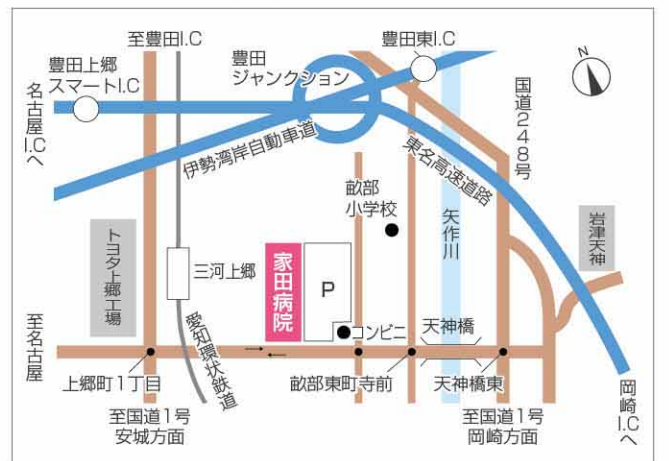 至豊田I.C
豊田
ジャンクション
豊田東I.C
N
豊田上郷
スマートI.C
名古屋I.Cへ
国道248号
伊勢湾岸自動車道
東名高速道路
畝部
小学校
矢作川
岩津天神
トヨタ上郷工場
三河上郷
家田病院
P
コンビニ
天神橋
愛知環状鉄道
至名古屋
上郷町1丁目
畝部東町寺前
天神橋東
岡崎I.Cへ
至国道1号
安城方面
至国道1号
岡崎方面